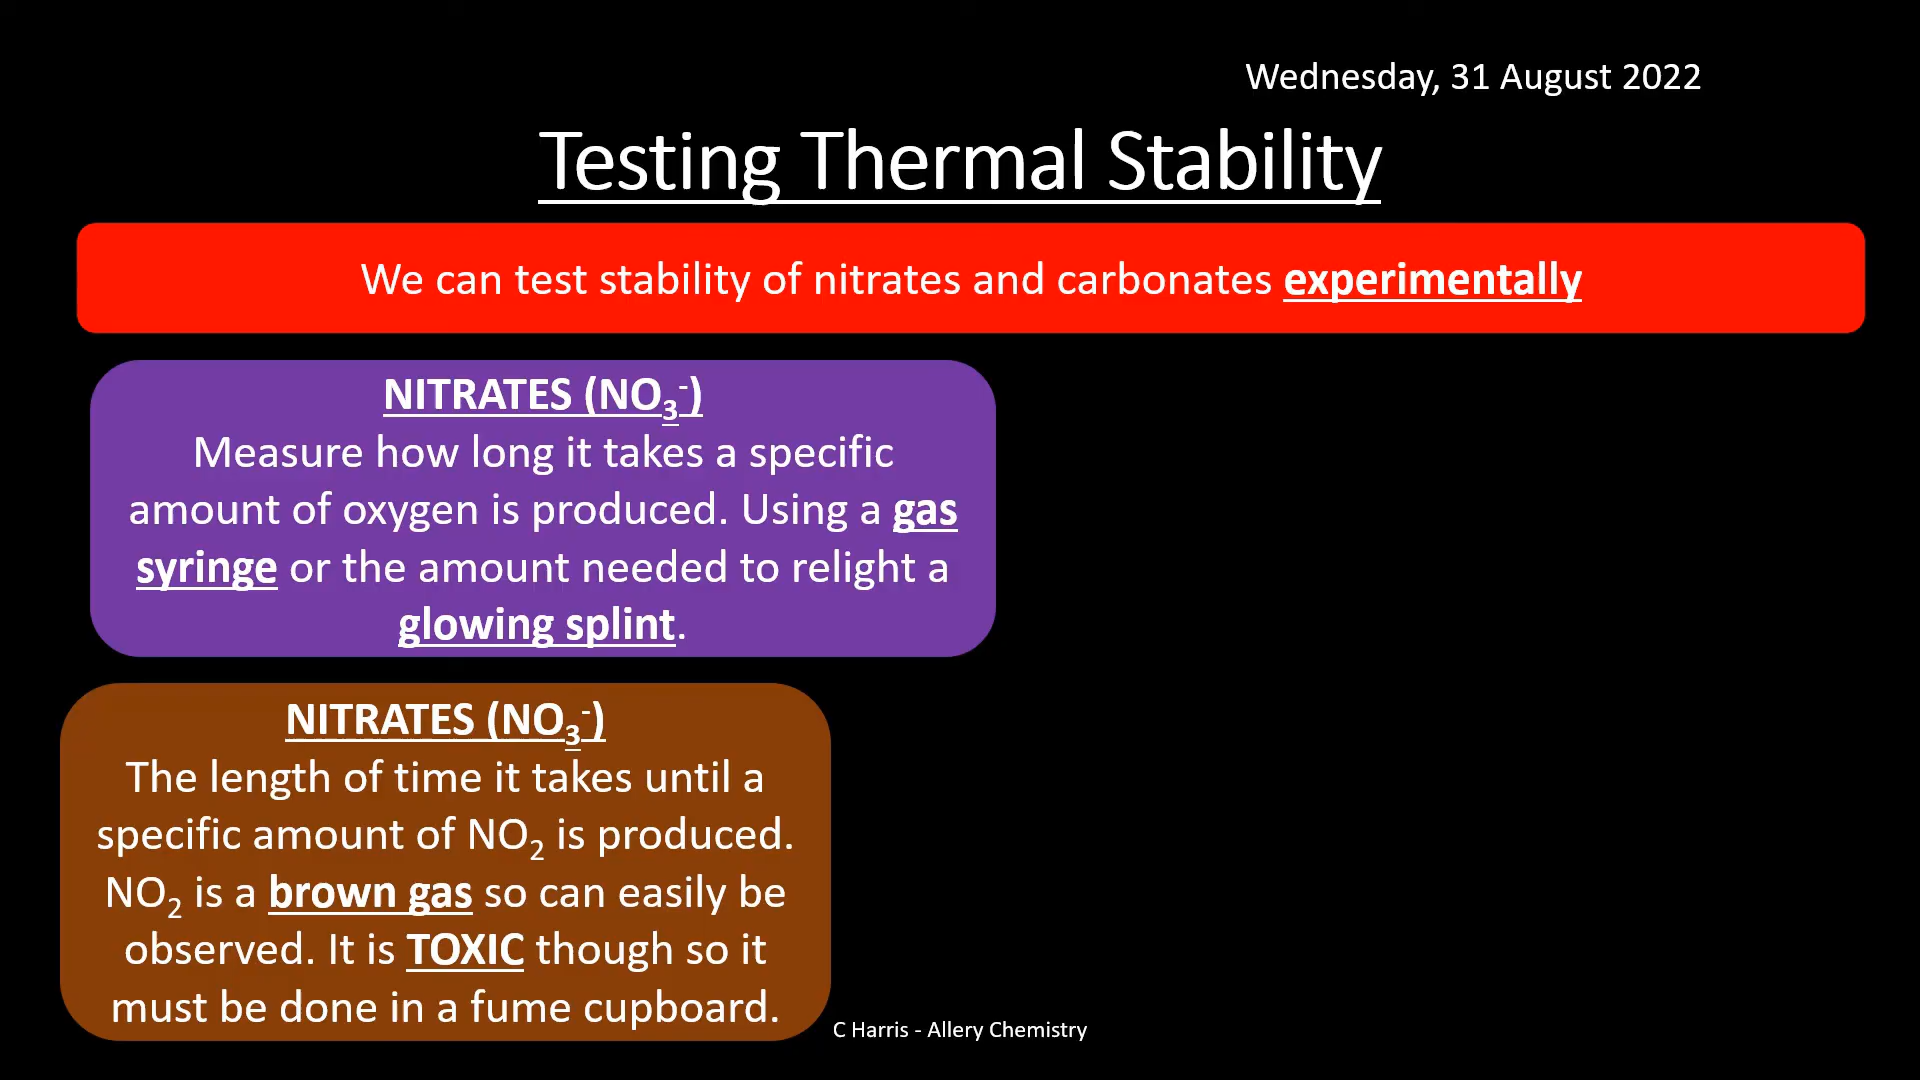 Wednesday, 31 August 2022
Testing Thermal Stability
We can test stability of nitrates and carbonates experimentally
NITRATES (NO₃⁻)
Measure how long it takes a specific
amount of oxygen is produced. Using a gas
syringe or the amount needed to relight a
glowing splint.
NITRATES (NO₃⁻)
The length of time it takes until a
specific amount of NO₂ is produced.
NO₂ is a brown gas so can easily be
observed. It is TOXIC though so it
must be done in a fume cupboard.
C Harris - Allery Chemistry